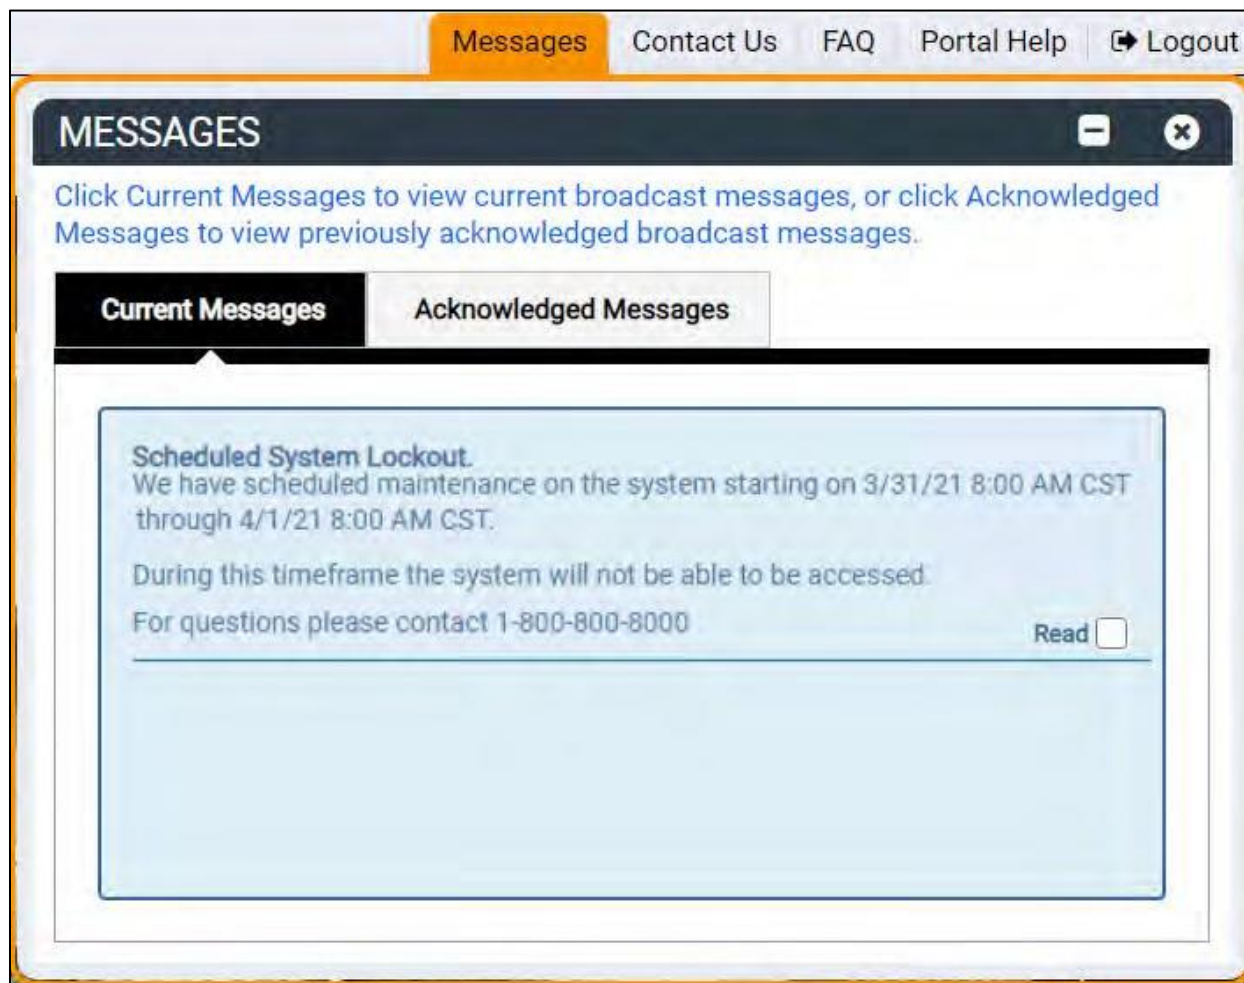 Messages Contact Us FAQ Portal Help Logout
MESSAGES
Click Current Messages to view current broadcast messages, or click Acknowledged
Messages to view previously acknowledged broadcast messages.
Current Messages Acknowledged Messages
Scheduled System Lockout.
We have scheduled maintenance on the system starting on 3/31/21 8:00 AM CST
through 4/1/21 8:00 AM CST.
During this timeframe the system will not be able to be accessed.
For questions please contact 1-800-800-8000
Read